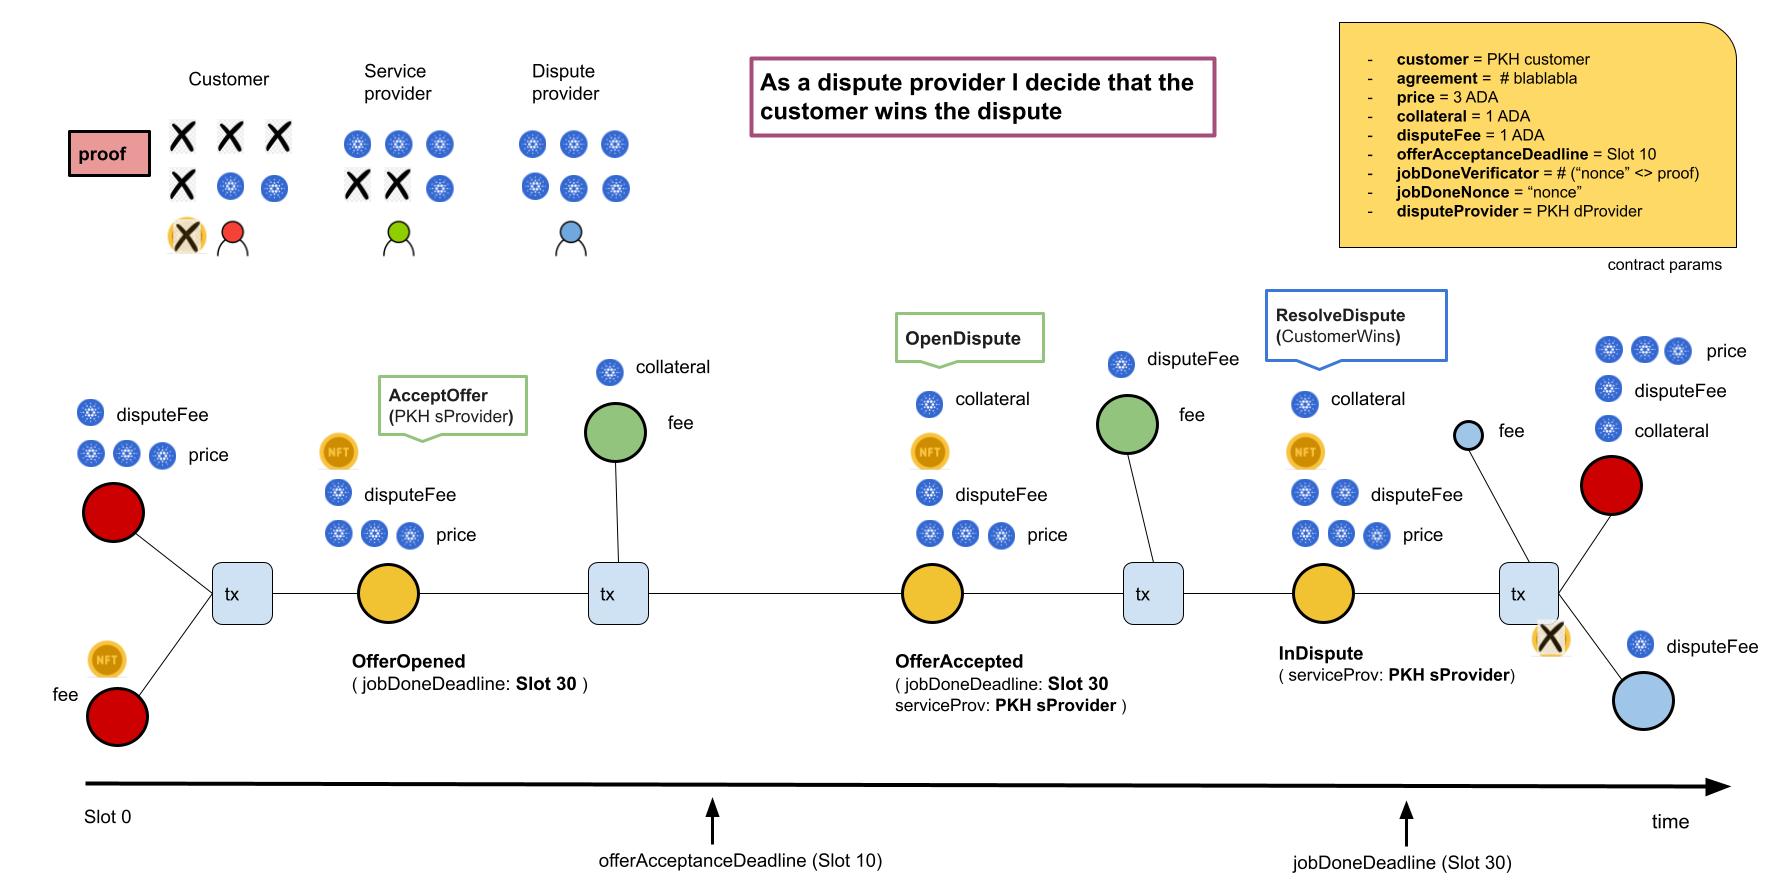 Customer
Service
provider
Dispute
provider
proof
As a dispute provider I decide that the
customer wins the dispute
- customer = PKH customer
- agreement = # blablabla
- price = 3 ADA
- collateral = 1 ADA
- disputeFee = 1 ADA
- offerAcceptanceDeadline = Slot 10
- jobDoneVerificator = # (“nonce” <> proof)
- jobDoneNonce = “nonce”
- disputeProvider = PKH dProvider
contract params
disputeFee
price
NFT
fee
tx
AcceptOffer
(PKH sProvider)
NFT
disputeFee
price
OfferOpened
( jobDoneDeadline: Slot 30 )
collateral
fee
tx
OpenDispute
collateral
NFT
disputeFee
price
OfferAccepted
( jobDoneDeadline: Slot 30
serviceProv: PKH sProvider )
disputeFee
fee
tx
ResolveDispute
(CustomerWins)
collateral
NFT
disputeFee
price
InDispute
( serviceProv: PKH sProvider)
fee
tx
price
disputeFee
collateral
disputeFee
Slot 0
time
offerAcceptanceDeadline (Slot 10)
jobDoneDeadline (Slot 30)